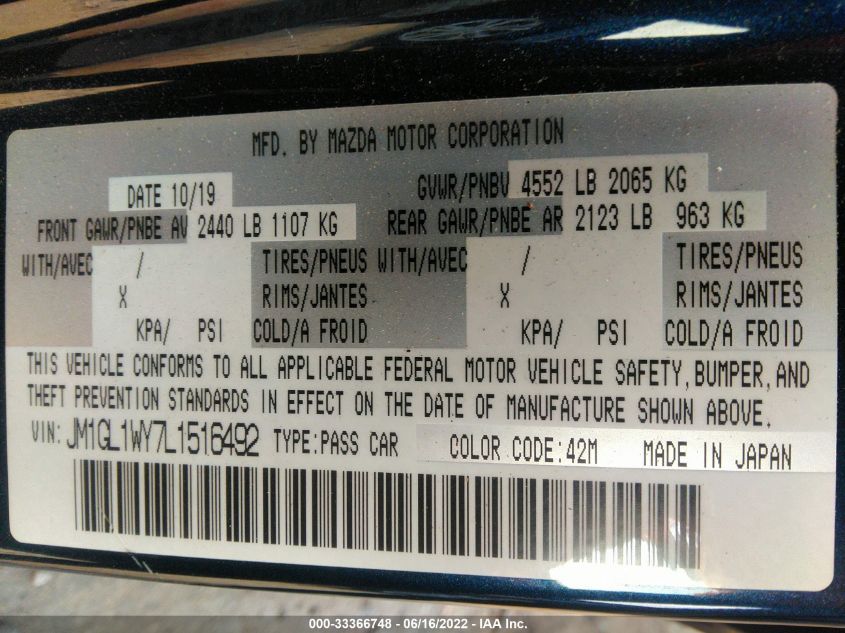 MFD. BY MAZDA MOTOR CORPORATION
DATE 10/19 GVWR/PNBV 4552 LB 2065 KG
FRONT GAWR/PNBE AV 2440 LB 1107 KG REAR GAWR/PNBE AR 2123 LB 963 KG
WITH/AVEC / TIRES/PNEUS WITH/AVEC / TIRES/PNEUS
X RIMS/JANTES X RIMS/JANTES
KPA/ PSI COLD/A FROID KPA/ PSI COLD/A FROID
THIS VEHICLE CONFORMS TO ALL APPLICABLE FEDERAL MOTOR VEHICLE SAFETY, BUMPER, AND
THEFT PREVENTION STANDARDS IN EFFECT ON THE DATE OF MANUFACTURE SHOWN ABOVE.
VIN: JM1GL1WY7L1516492 TYPE:PASS CAR COLOR CODE:42M MADE IN JAPAN
000-33366748 - 06/16/2022 - IAA Inc.